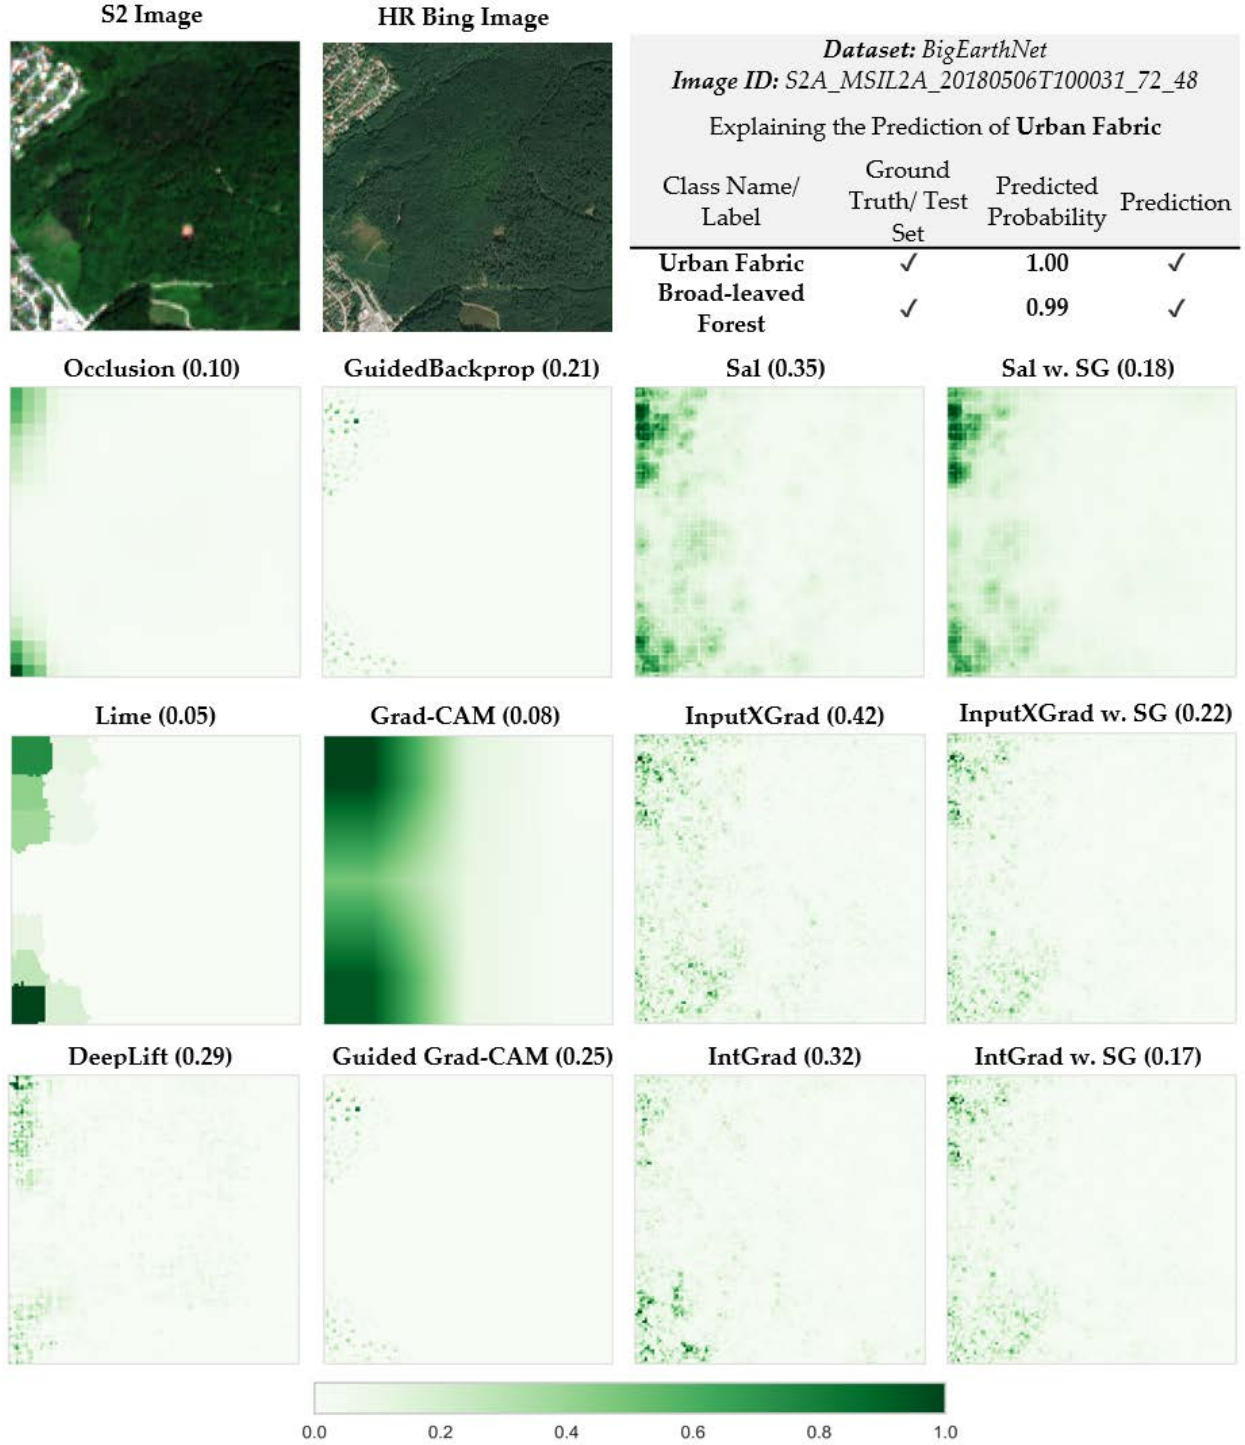 S2 Image
HR Bing Image
Dataset: BigEarthNet
Image ID: S2A_MSIL2A_20180506T100031_72_48
Explaining the Prediction of Urban Fabric
Class Name/
Label
Ground
Truth/ Test
Set
Predicted
Probability
Prediction
Urban Fabric ✓ 1.00 ✓
Broad-leaved
Forest ✓ 0.99 ✓
Occlusion (0.10)
GuidedBackprop (0.21)
Sal (0.35)
Sal w. SG (0.18)
Lime (0.05)
Grad-CAM (0.08)
InputXGrad (0.42)
InputXGrad w. SG (0.22)
DeepLift (0.29)
Guided Grad-CAM (0.25)
IntGrad (0.32)
IntGrad w. SG (0.17)
0.0 0.2 0.4 0.6 0.8 1.0